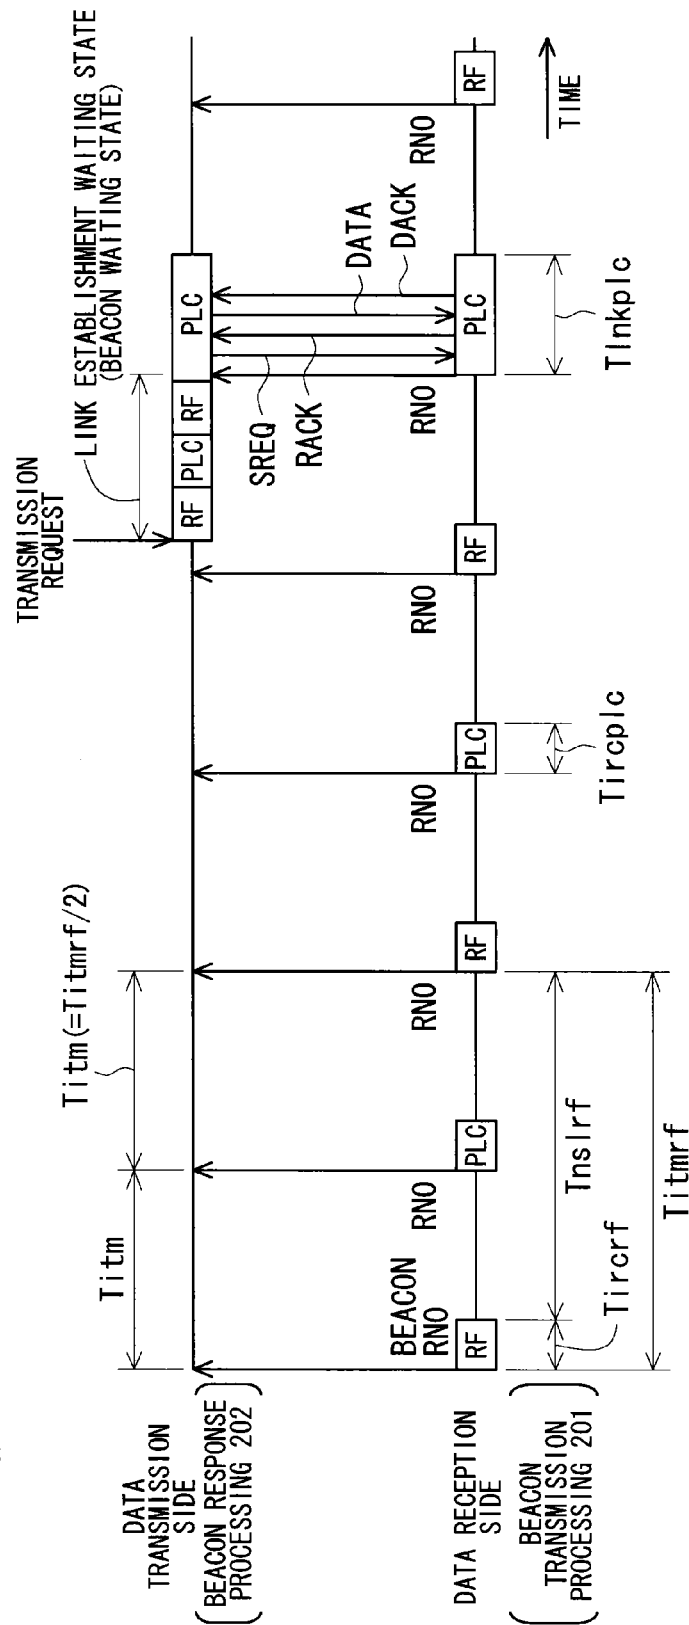 DATA
TRANSMISSION
SIDE
BEACON RESPONSE
PROCESSING 202
DATA RECEPTION
SIDE
BEACON
TRANSMISSION
PROCESSING 201
Titm
Titm(=Titmrf/2)
TRANSMISSION
REQUEST
LINK ESTABLISHMENT WAITING STATE
(BEACON WAITING STATE)
RF
PLC
RF
PLC
BEACON
RNO
RNO
RNO
RNO
RNO
RNO
RNO
SREQ
RACK
DATA
DACK
RF
PLC
RF
PLC
RF
PLC
RF
Tircrf
Tnslrf
Titmrf
Tircplc
Tlnkplc
TIME